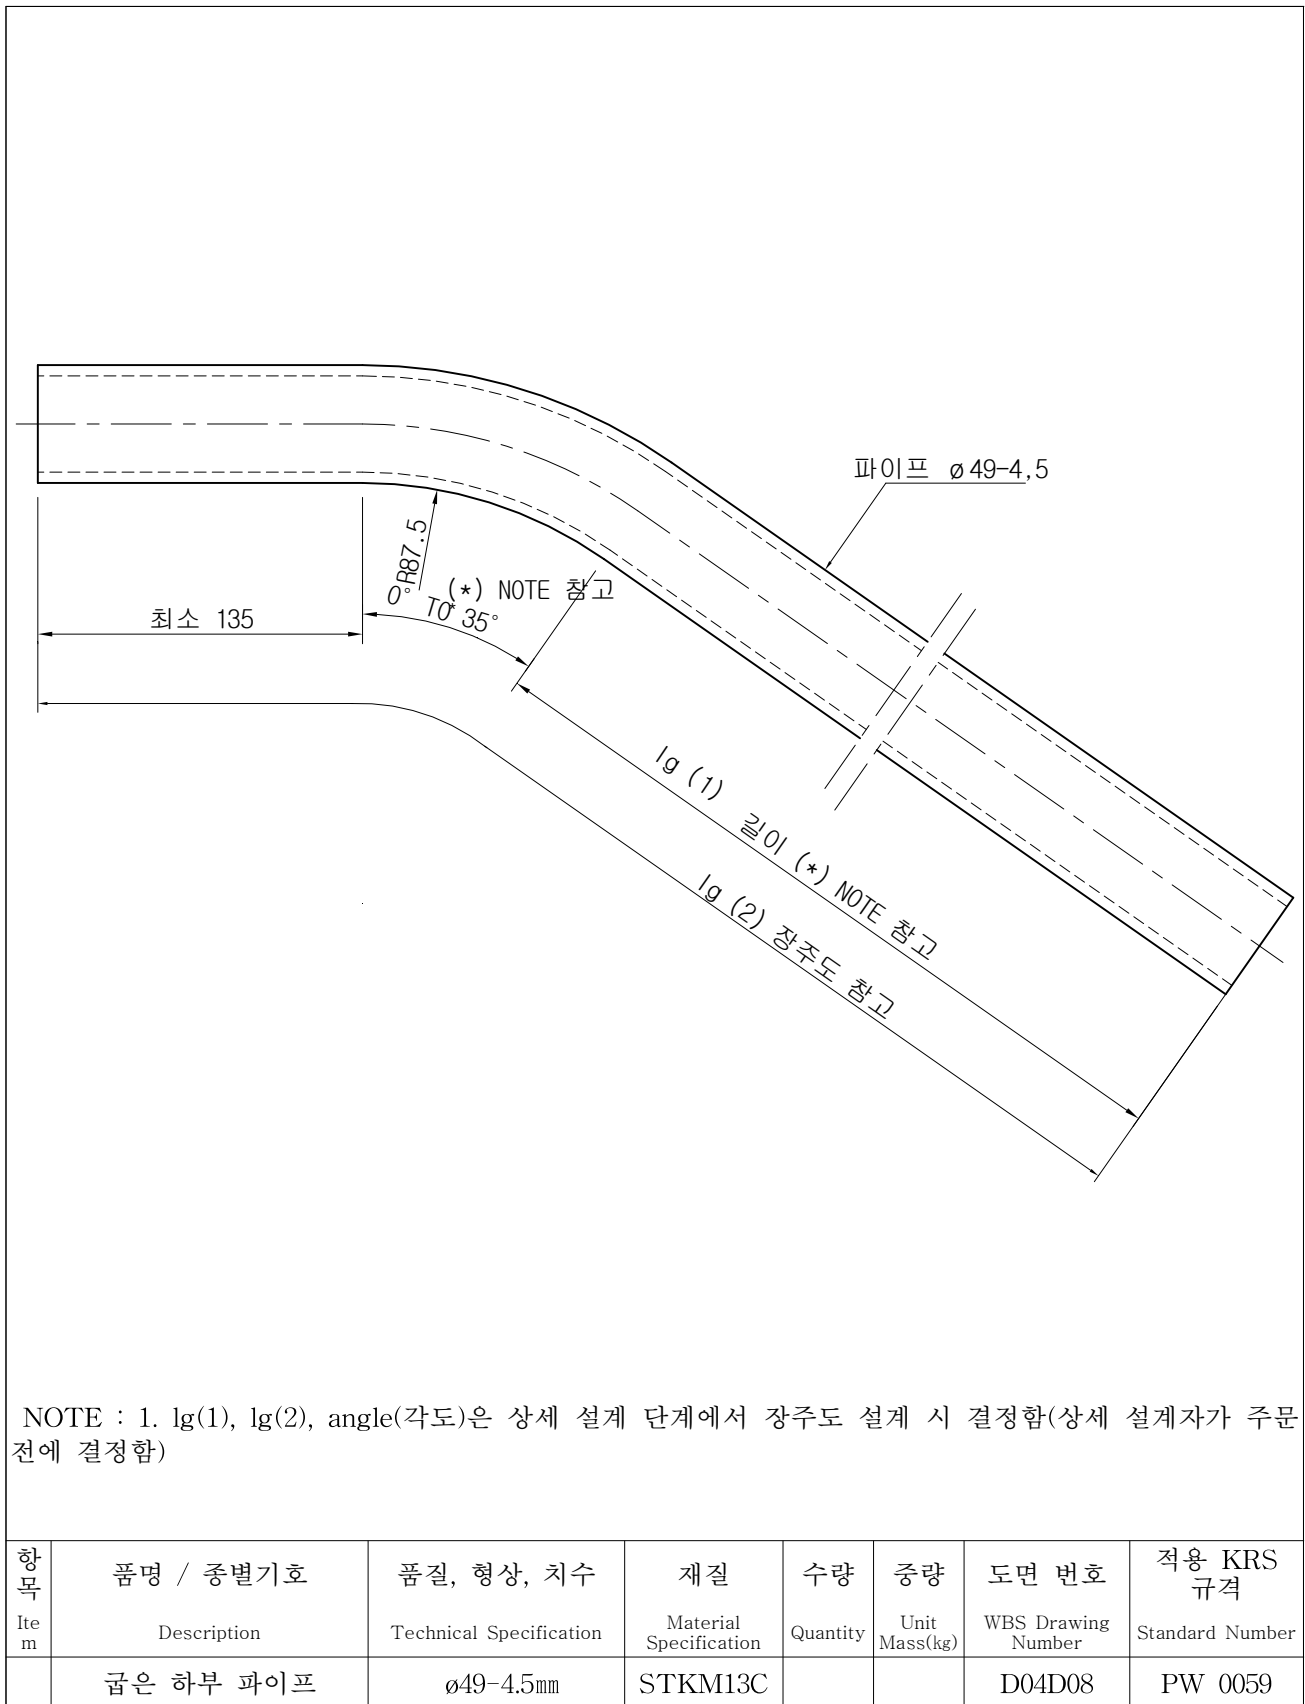 파이프 ø49-4,5
R87.5
(*) NOTE 참고
0° TO 35°
최소 135
lg (1) 길이 (*) NOTE 참고
lg (2) 장주도 참고
NOTE : 1. lg(1), lg(2), angle(각도)은 상세 설계 단계에서 장주도 설계 시 결정함(상세 설계자가 주문
전에 결정함)
항목 품명 / 종별기호 품질, 형상, 치수 재질 수량 중량 도면 번호 적용 KRS 규격
Item Description Technical Specification Material Specification Quantity Unit Mass(kg) WBS Drawing Number Standard Number
굽은 하부 파이프 ø49-4.5㎜ STKM13C D04D08 PW 0059